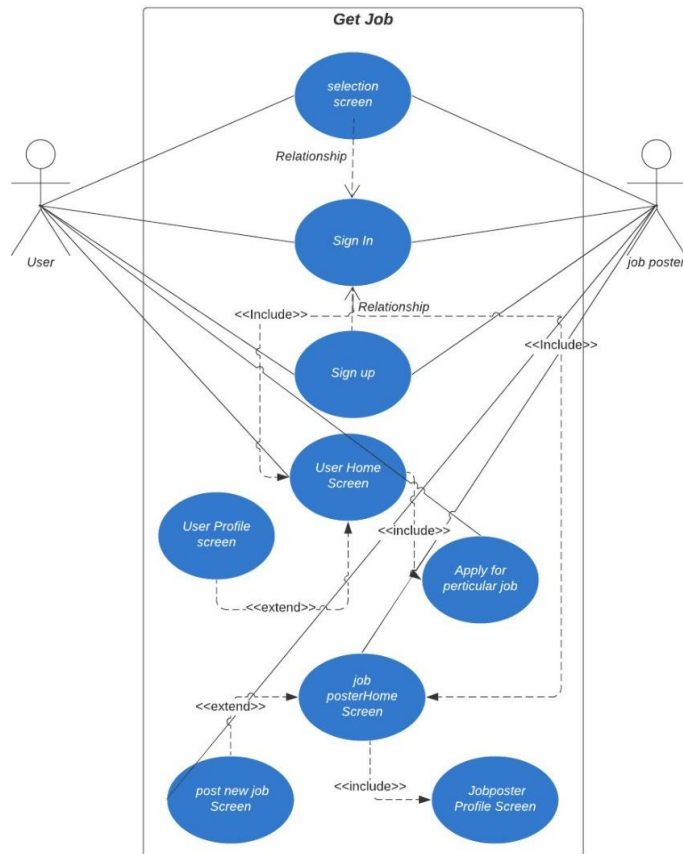 Get Job
selection
screen
Relationship
Sign In
User
job poster
<<Include>>
Relationship
<<Include>>
Sign up
User Home
Screen
User Profile
screen
<<include>>
Apply for
perticular job
<<extend>>
job
posterHome
Screen
<<extend>>
post new job
Screen
<<include>>
Jobposter
Profile Screen